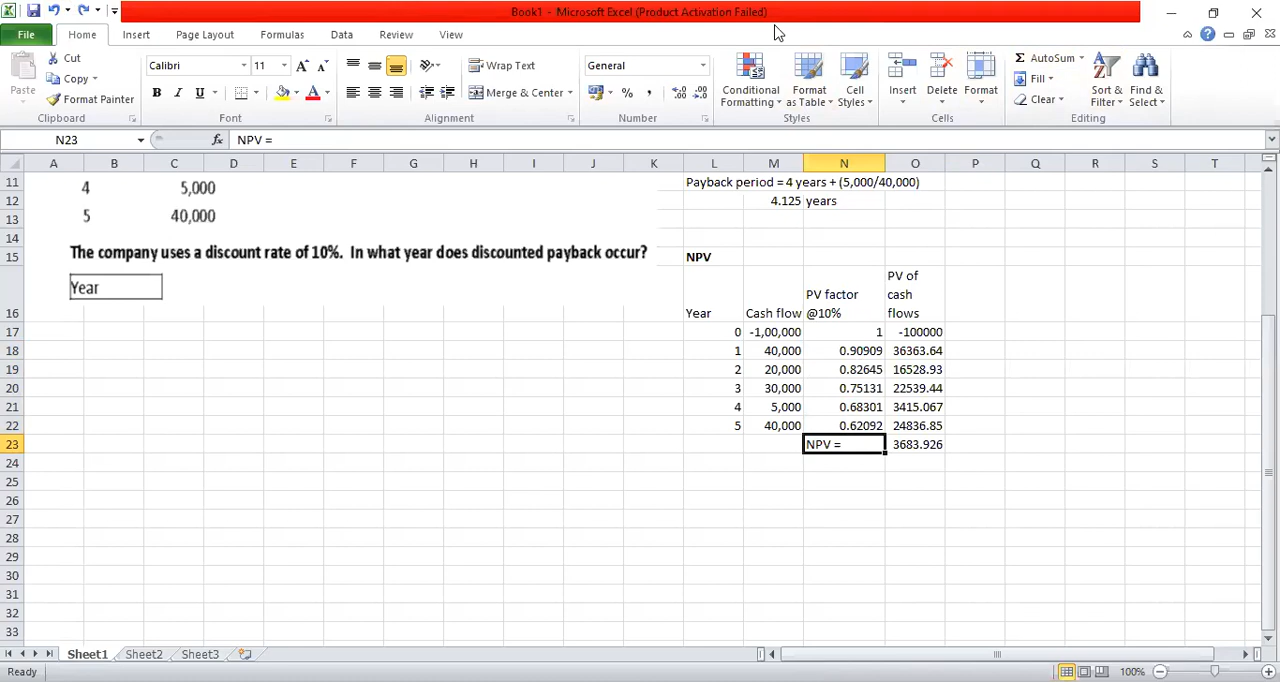 Book1 - Microsoft Excel (Product Activation Failed)
File Home Insert Page Layout Formulas Data Review View
Cut
Copy
Format Painter
Paste
Clipboard
Calibri 11
B I U
Font
Wrap Text
Merge & Center
Alignment
General
% ,
Number
Conditional Formatting
Format as Table
Cell Styles
Styles
Insert Delete Format
Cells
AutoSum
Fill
Clear
Sort & Filter
Find & Select
Editing
N23 fx NPV =
A B C D E F G H I J K L M N O P Q R S T
11 4 5,000 Payback period = 4 years + (5,000/40,000)
12 4.125 years
13 5 40,000
14
15 The company uses a discount rate of 10%. In what year does discounted payback occur? NPV
Year
16 Year Cash flow PV factor @10% PV of cash flows
17 0 -1,00,000 1 -100000
18 1 40,000 0.90909 36363.64
19 2 20,000 0.82645 16528.93
20 3 30,000 0.75131 22539.44
21 4 5,000 0.68301 3415.067
22 5 40,000 0.62092 24836.85
23 NPV = 3683.926
24
25
26
27
28
29
30
31
32
33
Sheet1 Sheet2 Sheet3
Ready 100%